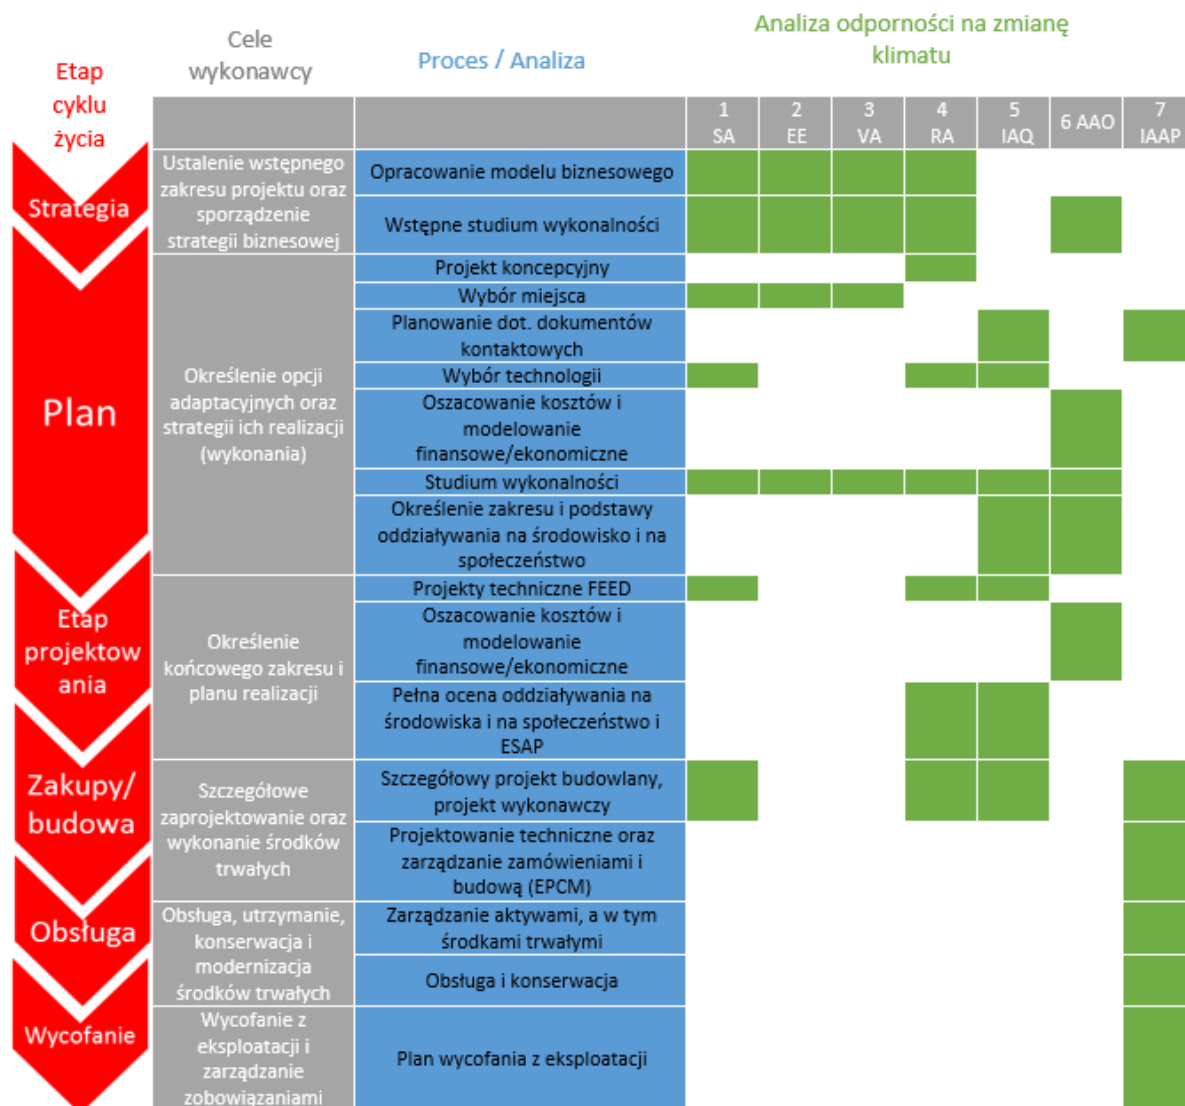 Etap
cyklu
życia
Cele
wykonawcy
Proces / Analiza
Analiza odporności na zmianę
klimatu
1
SA
2
EE
3
VA
4
RA
5
IAQ
6 AAO
7
IAAP
Strategia
Ustalenie wstępnego
zakresu projektu oraz
sporządzenie
strategii biznesowej
Opracowanie modelu biznesowego
Wstępne studium wykonalności
Plan
Określenie opcji
adaptacyjnych oraz
strategii ich realizacji
(wykonania)
Projekt koncepcyjny
Wybór miejsca
Planowanie dot. dokumentów
kontaktowych
Wybór technologii
Oszacowanie kosztów i
modelowanie
finansowe/ekonomiczne
Studium wykonalności
Określenie zakresu i podstawy
oddziaływania na środowisko i na
społeczeństwo
Etap
projektow
ania
Określenie
końcowego zakresu i
planu realizacji
Projekty techniczne FEED
Oszacowanie kosztów i
modelowanie
finansowe/ekonomiczne
Pełna ocena oddziaływania na
środowiska i na społeczeństwo i
ESAP
Zakupy/
budowa
Szczegółowe
zaprojektowanie oraz
wykonanie środków
trwałych
Szczegółowy projekt budowlany,
projekt wykonawczy
Projektowanie techniczne oraz
zarządzanie zamówieniami i
budową (EPCM)
Obsługa
Obsługa, utrzymanie,
konserwacja i
modernizacja
środków trwałych
Zarządzanie aktywami, a w tym
środkami trwałymi
Obsługa i konserwacja
Wycofanie
Wycofanie z
eksploatacji i
zarządzanie
zobowiązaniami
Plan wycofania z eksploatacji